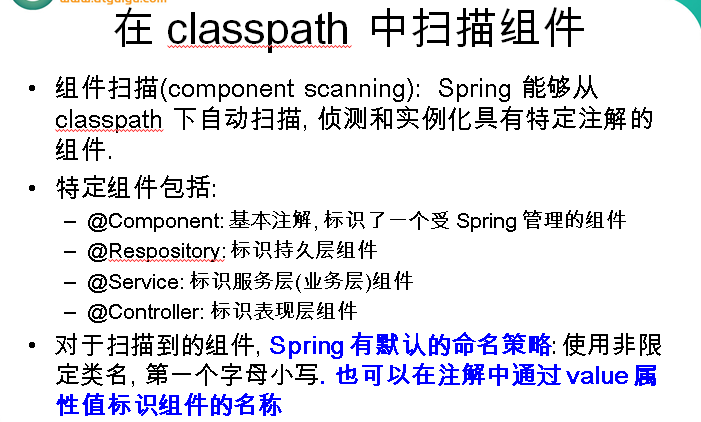 www.atguigu.com
在 classpath 中扫描组件
• 组件扫描(component scanning): Spring 能够从
classpath 下自动扫描, 侦测和实例化具有特定注解的
组件.
• 特定组件包括:
– @Component: 基本注解, 标识了一个受 Spring 管理的组件
– @Respository: 标识持久层组件
– @Service: 标识服务层(业务层)组件
– @Controller: 标识表现层组件
• 对于扫描到的组件, Spring 有默认的命名策略: 使用非限
定类名, 第一个字母小写. 也可以在注解中通过 value 属
性值标识组件的名称